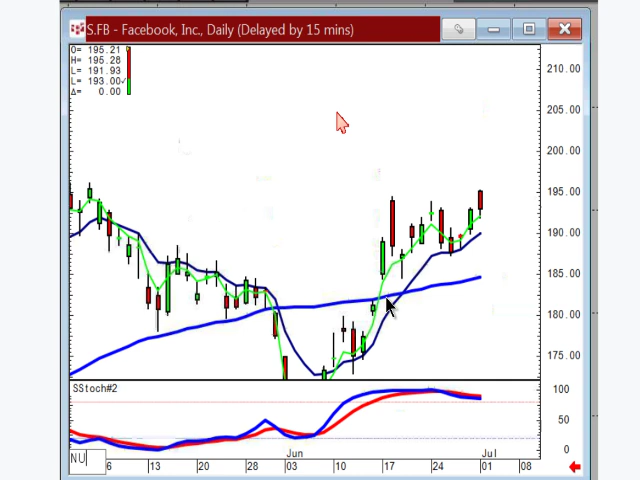 S.FB - Facebook, Inc., Daily (Delayed by 15 mins)
O= 195.21
H= 195.28
L= 191.93
L= 193.00✓
Δ= 0.00
210.00
205.00
200.00
195.00
190.00
185.00
180.00
175.00
SStoch#2
100
50
0
NU
Jun
Jul
6 13 20 28 03 10 17 24 01 08